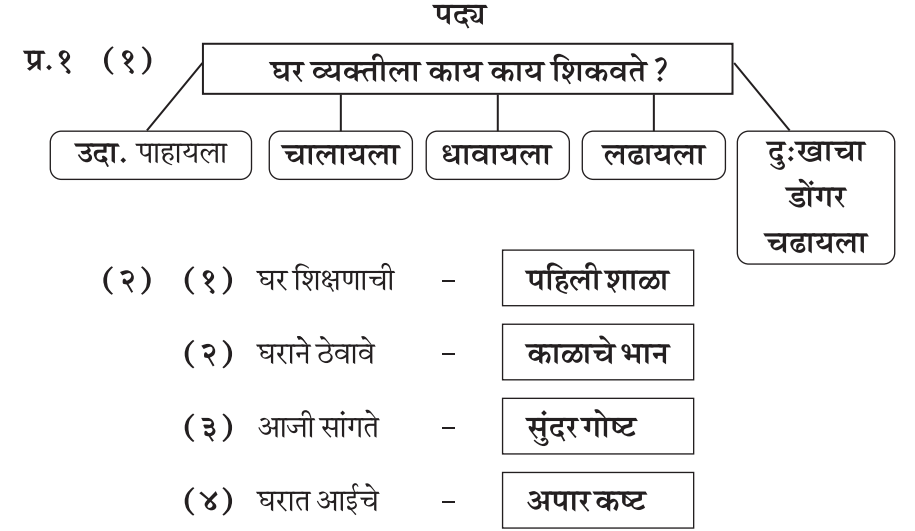 पद्य
प्र.१ (१) घर व्यक्तीला काय काय शिकवते ?
उदा. पाहायला चालायला धावायला लढायला दुःखाचा
डोंगर
चढायला
(२) (१) घर शिक्षणाची – पहिली शाळा
(२) घराने ठेवावे – काळाचे भान
(३) आजी सांगते – सुंदर गोष्ट
(४) घरात आईचे – अपार कष्ट